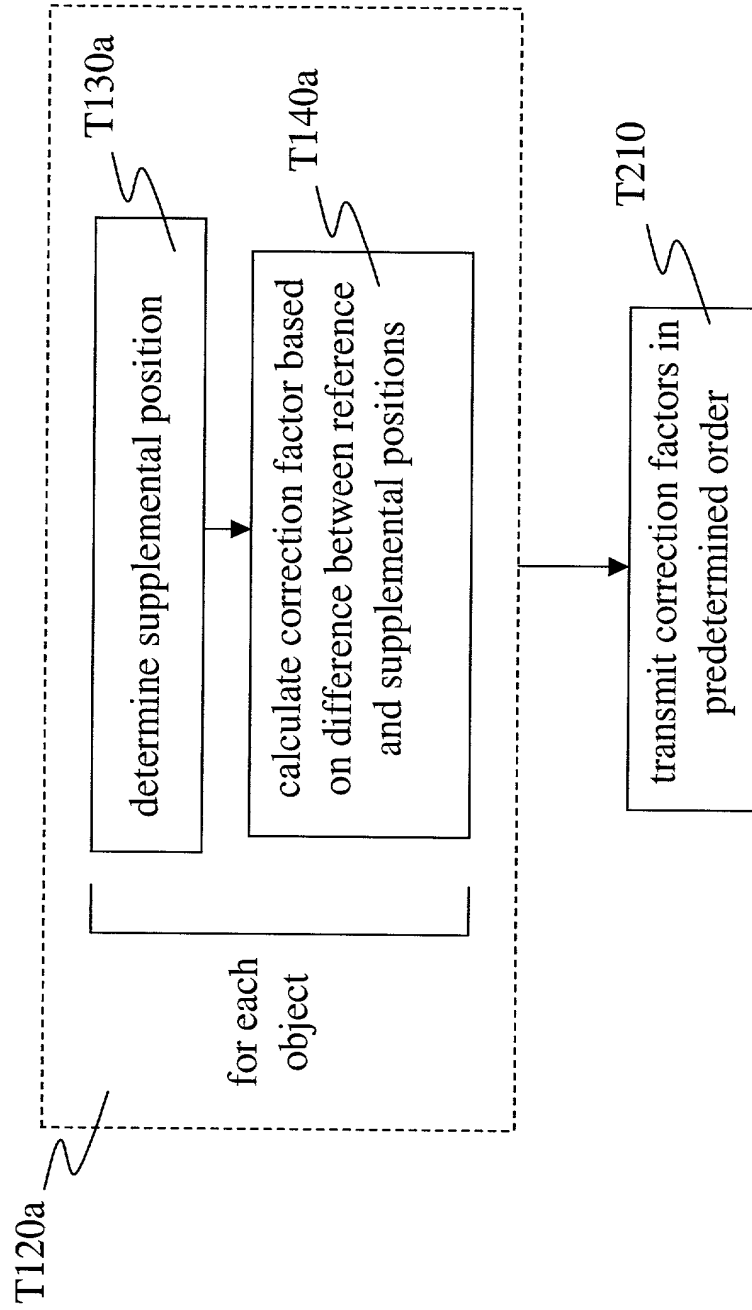 T120a
for each
object
determine supplemental position
T130a
calculate correction factor based
on difference between reference
and supplemental positions
T140a
transmit correction factors in
predetermined order
T210